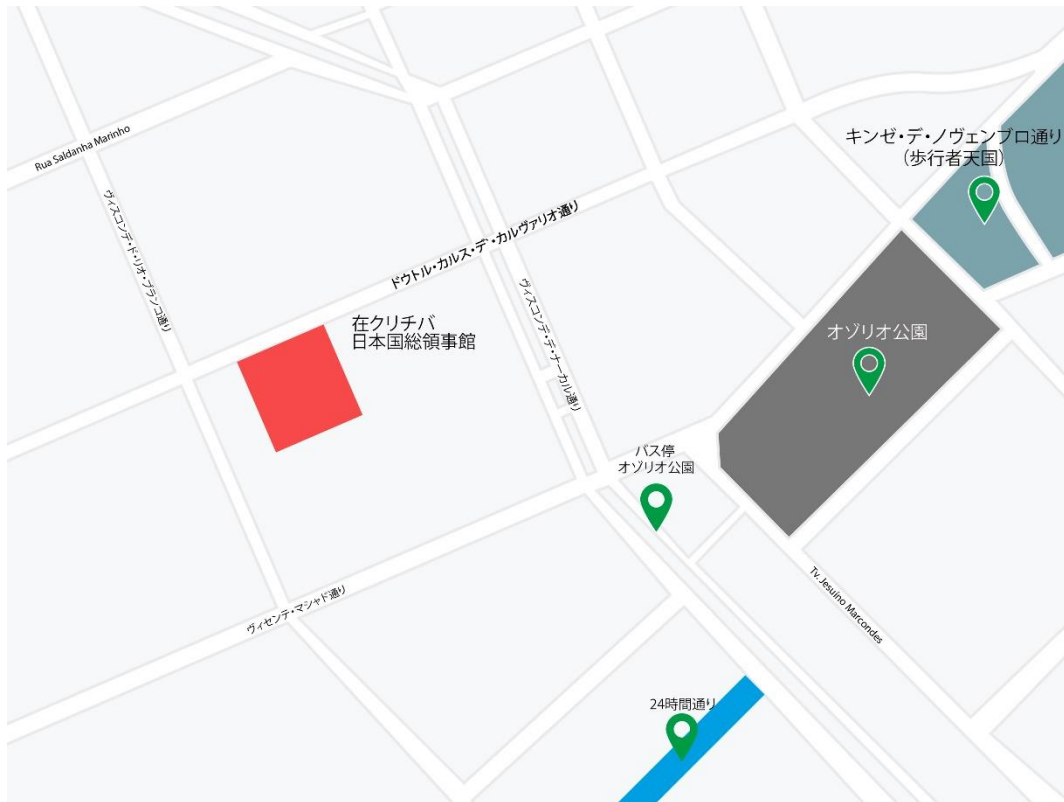 Rua Saldanha Marinho
キンゼ・デ・ノヴェンブロ通り
（歩行者天国）
ヴィスコンデ・ド・リオ・ブランコ通り
ドウトル・カルス・デ・カルヴァリオ通り
ヴィスコンデ・デ・ナーカル通り
在クリチバ
日本国総領事館
オゾリオ公園
バス停
オゾリオ公園
ヴィセンテ・マシャド通り
Tv. Jesuíno Marcondes
24時間通り